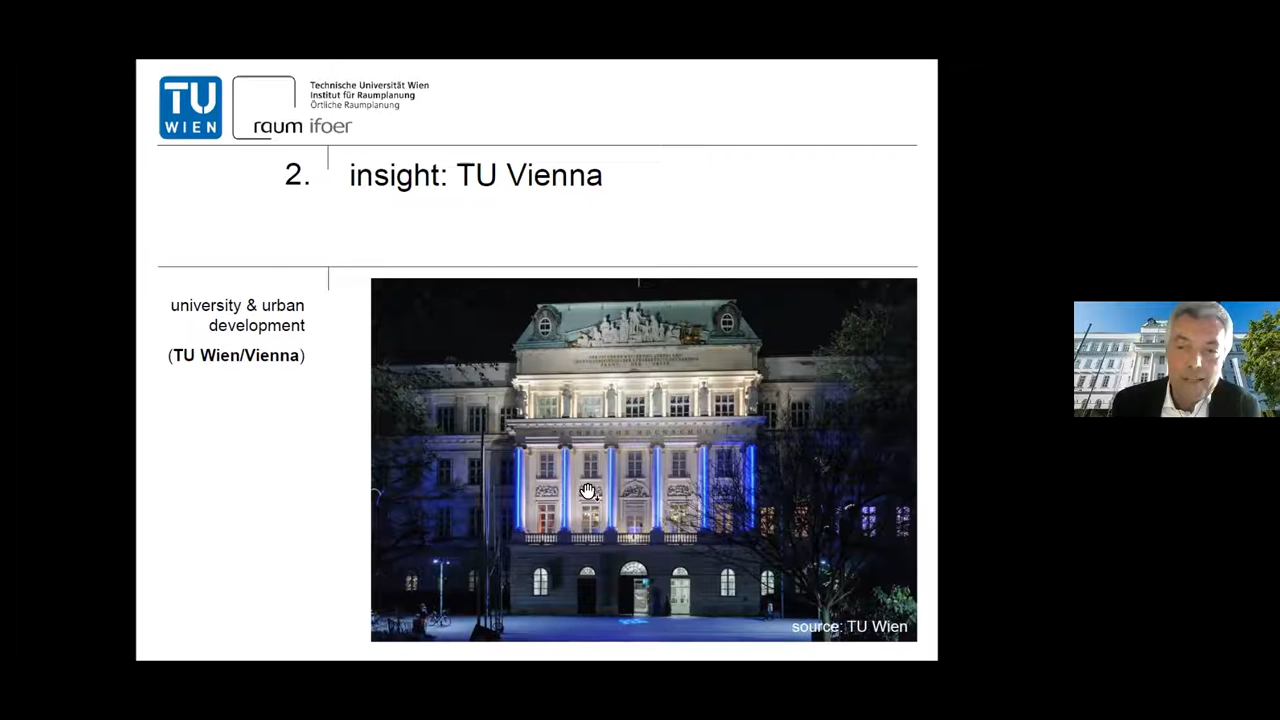 TU
WIEN
Technische Universität Wien
Institut für Raumplanung
Örtliche Raumplanung
raum ifoer
2. insight: TU Vienna
university & urban
development
(TU Wien/Vienna)
source: TU Wien